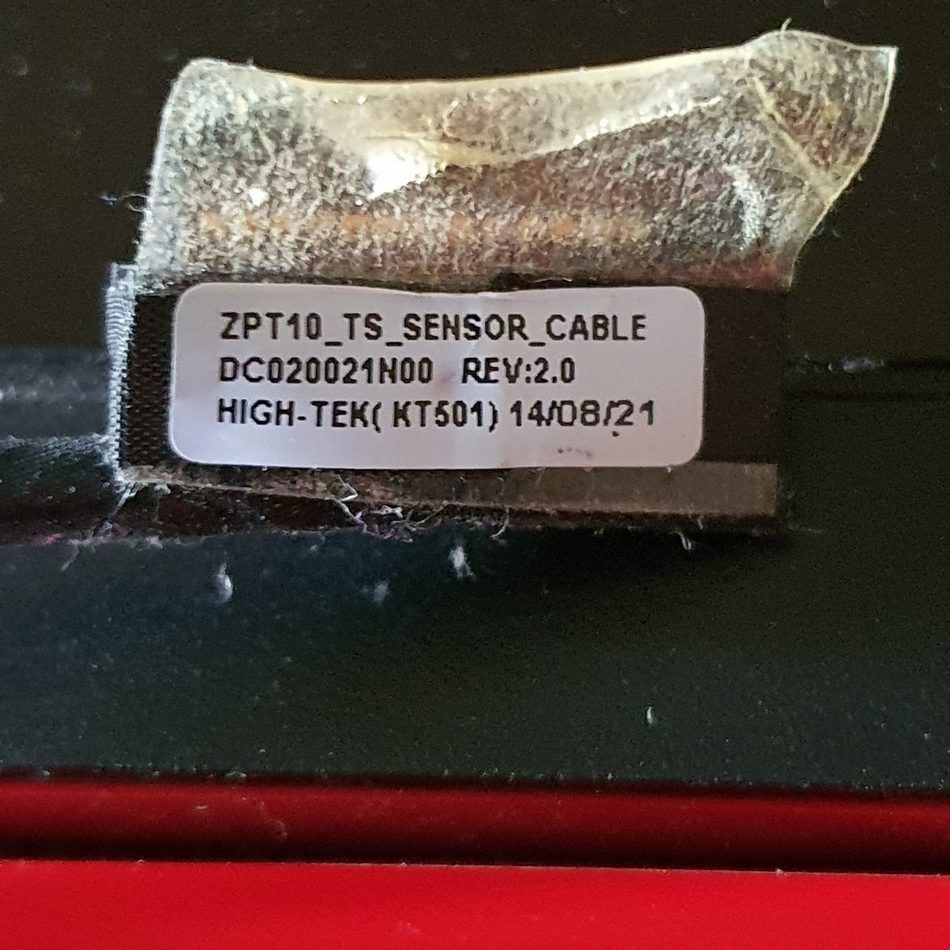 ZPT10_TS_SENSOR_CABLE
DC020021N00 REV:2.0
HIGH-TEK( KT501) 14/08/21